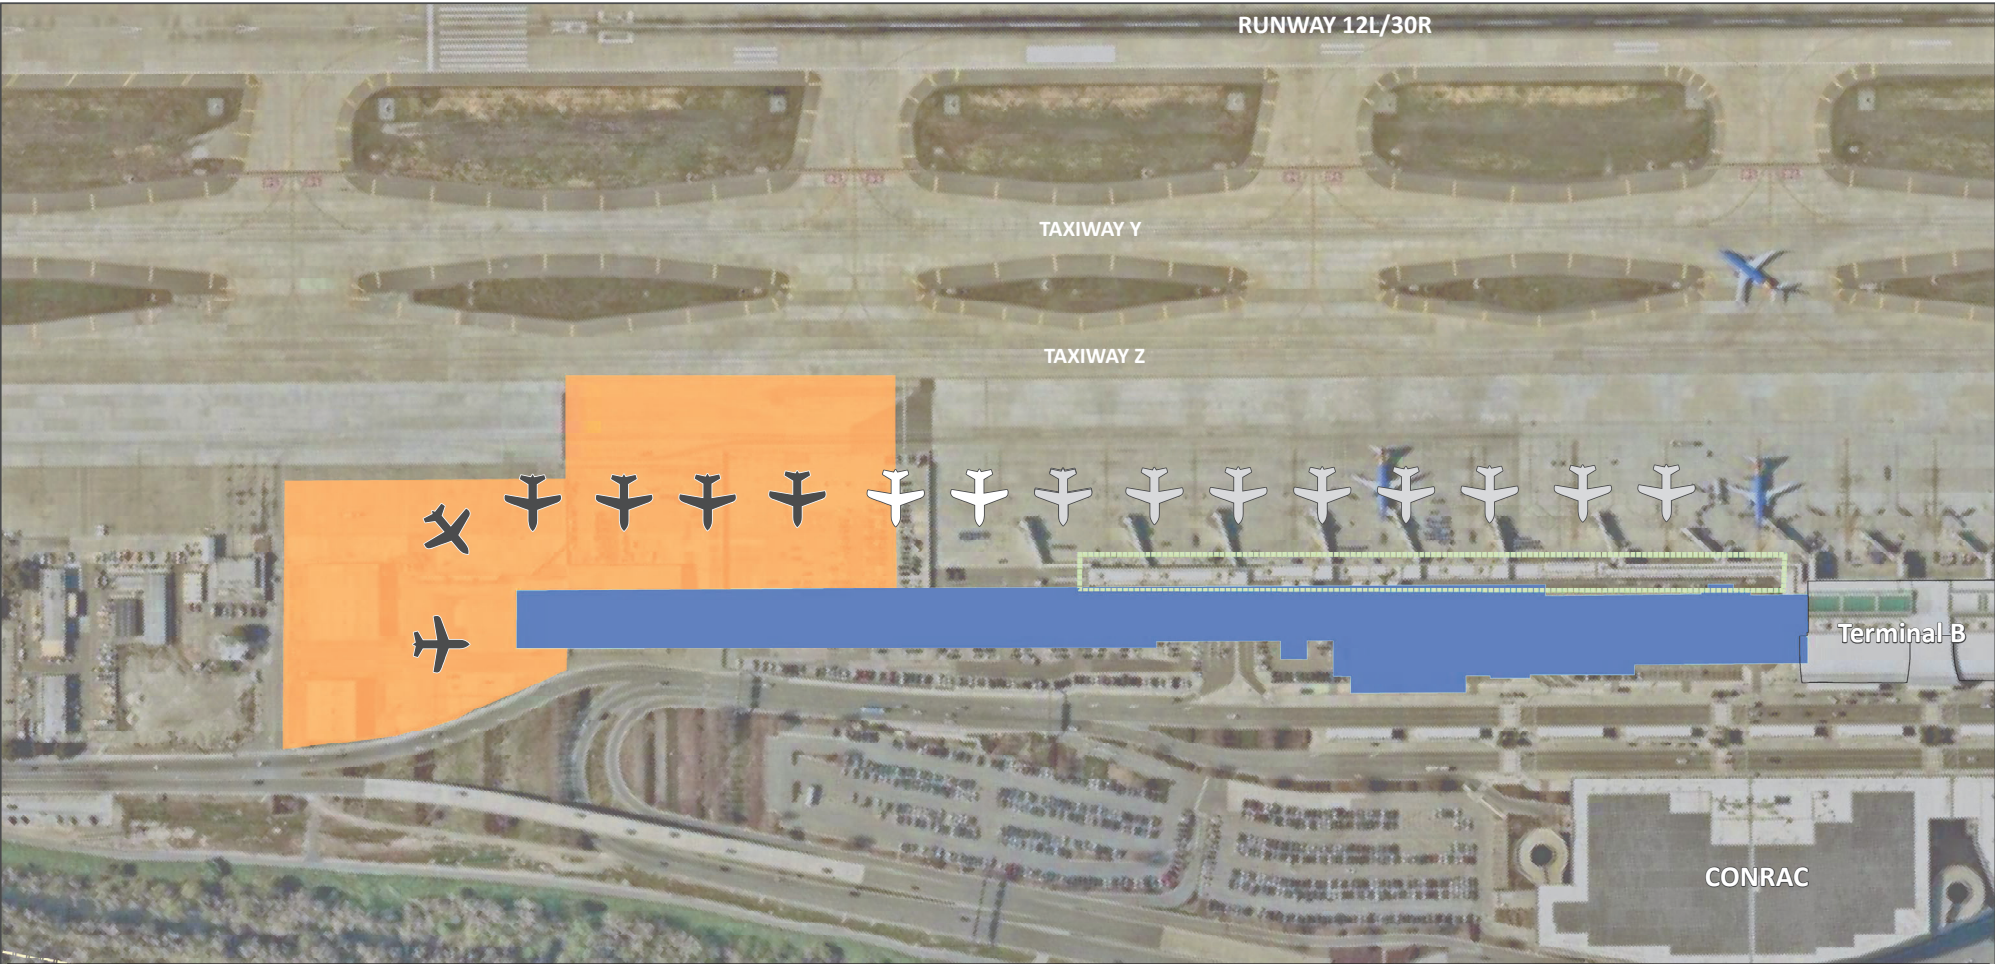 RUNWAY 12L/30R
TAXIWAY Y
TAXIWAY Z
Terminal B
CONRAC